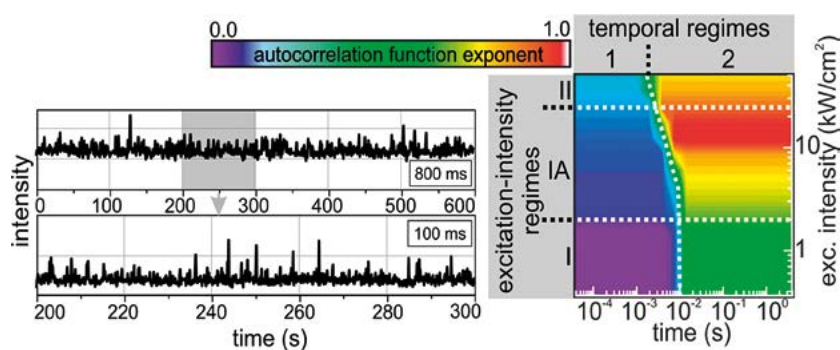 0.0 1.0
autocorrelation function exponent
temporal regimes
1 2
intensity
800 ms
0 100 200 250 300 400 500 600
100 ms
200 220 240 260 280 300
time (s)
excitation-intensity
regimes
II
IA
I
10
1
exc. intensity (kW/cm²)
10⁻⁴ 10⁻³ 10⁻² 10⁻¹ 10⁰
time (s)